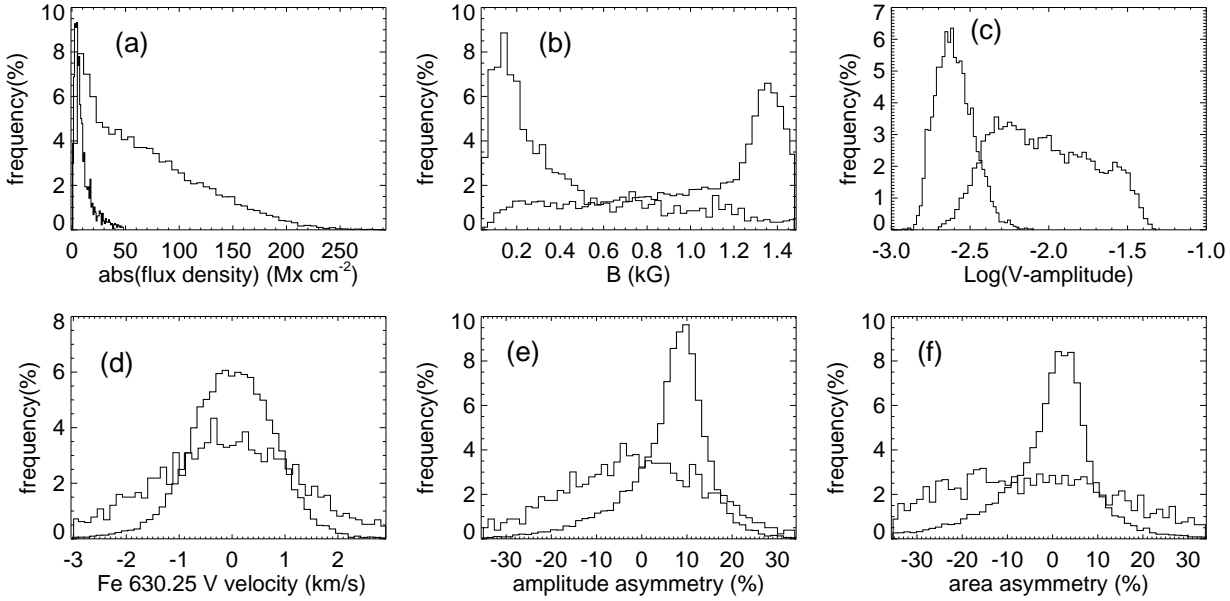 10
8
6
4
2
0
frequency(%)
(a)
0 50 100 150 200 250
abs(flux density) (Mx cm-2)
10
8
6
4
2
0
frequency(%)
(b)
0.2 0.4 0.6 0.8 1.0 1.2 1.4
B (kG)
7
6
5
4
3
2
1
0
frequency(%)
(c)
-3.0 -2.5 -2.0 -1.5 -1.0
Log(V-amplitude)
8
6
4
2
0
frequency(%)
(d)
-3 -2 -1 0 1 2
Fe 630.25 V velocity (km/s)
10
8
6
4
2
0
frequency(%)
(e)
-30 -20 -10 0 10 20 30
amplitude asymmetry (%)
10
8
6
4
2
0
frequency(%)
(f)
-30 -20 -10 0 10 20 30
area asymmetry (%)